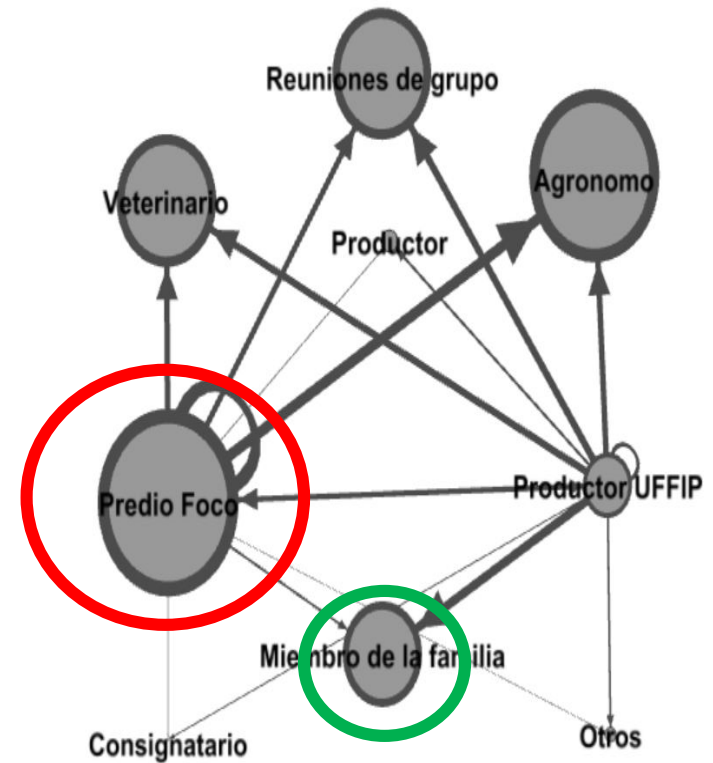 Reuniones de grupo
Agronomo
Veterinario
Productor
Productor UFFIP
Predio Foco
Miembro de la familia
Otros
Consignatario